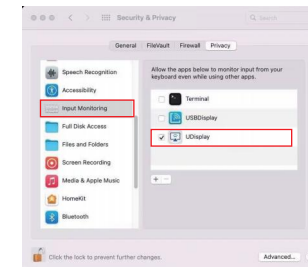 Security & Privacy
Search
General FileVault Firewall Privacy
Speech Recognition
Accessibility
Input Monitoring
Full Disk Access
Files and Folders
Screen Recording
Media & Apple Music
HomeKit
Bluetooth
Allow the apps below to monitor input from your
keyboard even while using other apps.
Terminal
USBDisplay
UDisplay
+ −
Click the lock to prevent further changes.
Advanced...